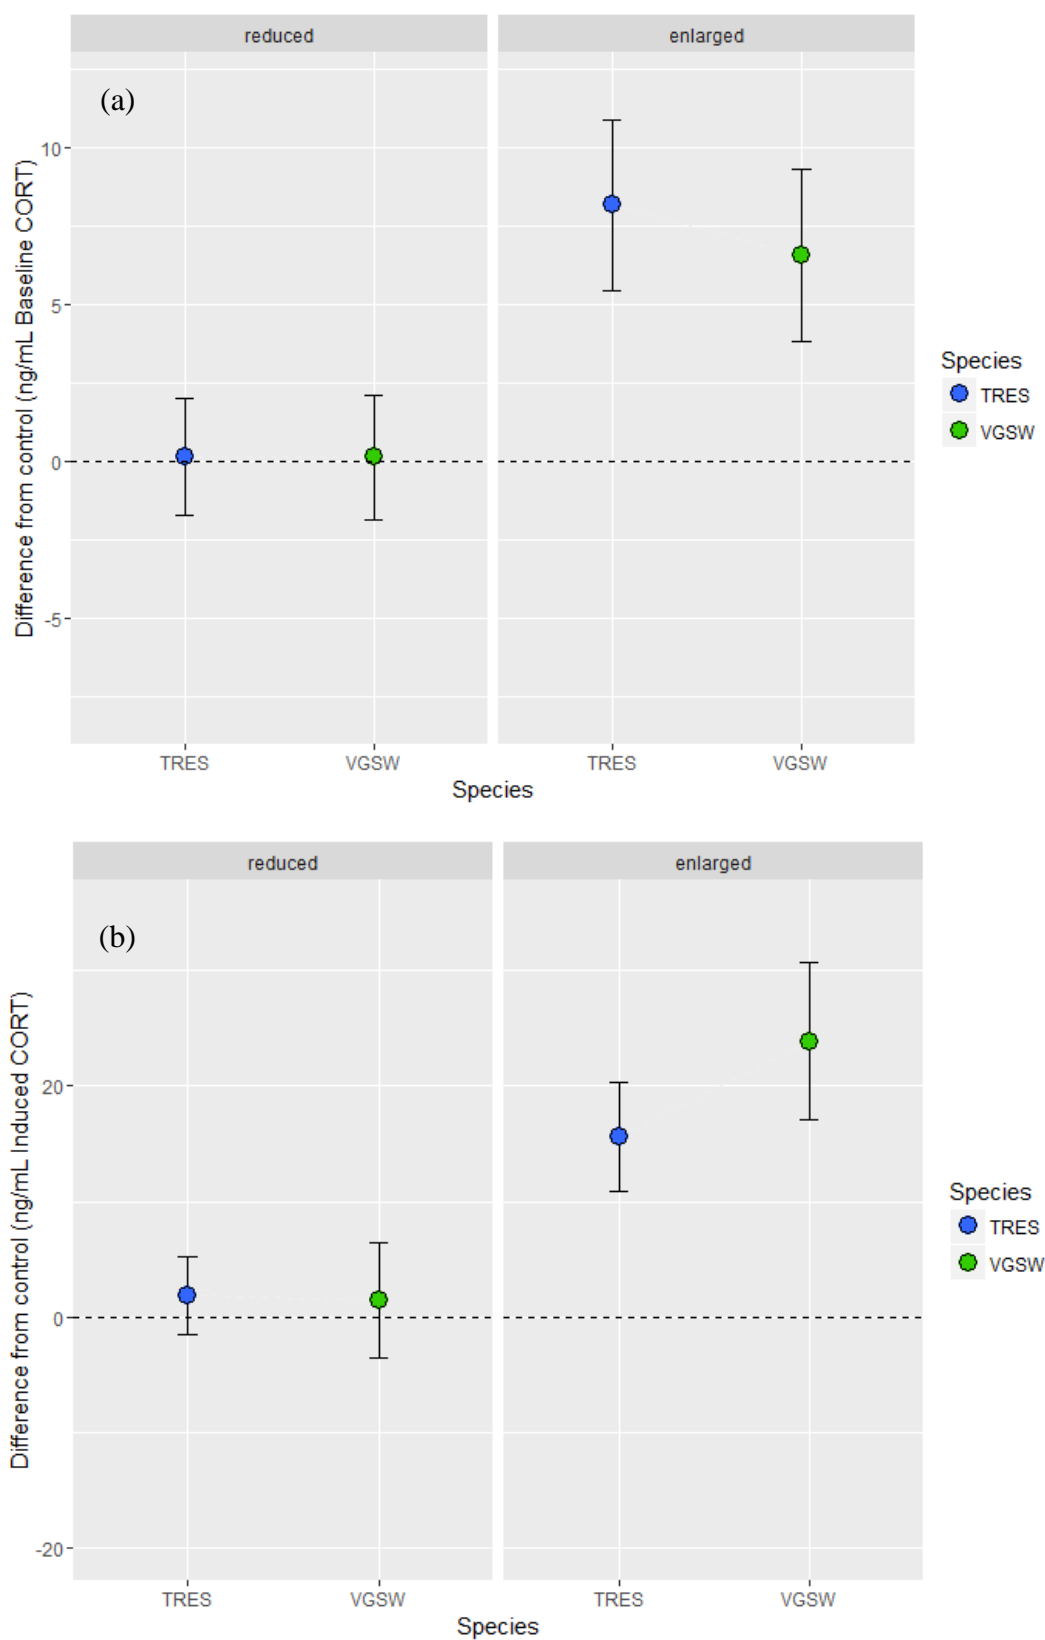 reduced
enlarged
(a)
Difference from control (ng/mL Baseline CORT)
10
5
0
-5
TRES
VGSW
TRES
VGSW
Species
Species
TRES
VGSW
reduced
enlarged
(b)
Difference from control (ng/mL Induced CORT)
20
0
-20
TRES
VGSW
TRES
VGSW
Species
Species
TRES
VGSW